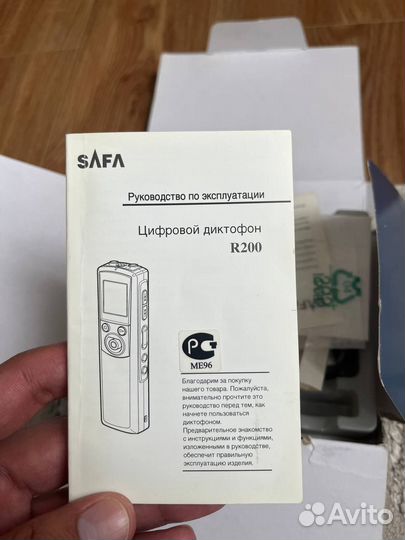 SAFA
Руководство по эксплуатации
Цифровой диктофон
R200
РС
ME96
Благодарим за покупку
нашего товара. Пожалуйста,
внимательно прочтите это
руководство перед тем, как
начнете пользоваться
диктофоном.
Предварительное знакомство
с инструкциями и функциями,
изложенными в руководстве,
обеспечит правильную
эксплуатацию изделия.
Avito